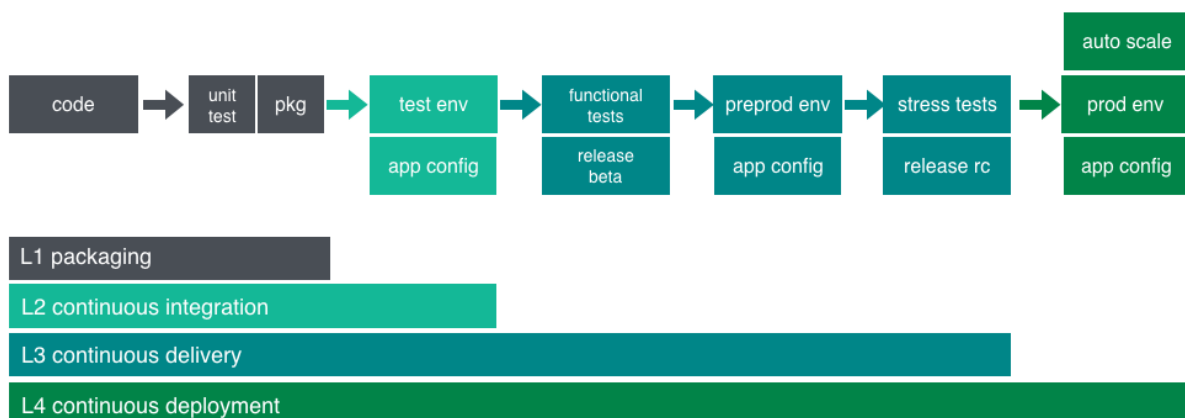 auto scale
code
unit
test
pkg
test env
functional
tests
preprod env
stress tests
prod env
app config
release
beta
app config
release rc
app config
L1 packaging
L2 continuous integration
L3 continuous delivery
L4 continuous deployment